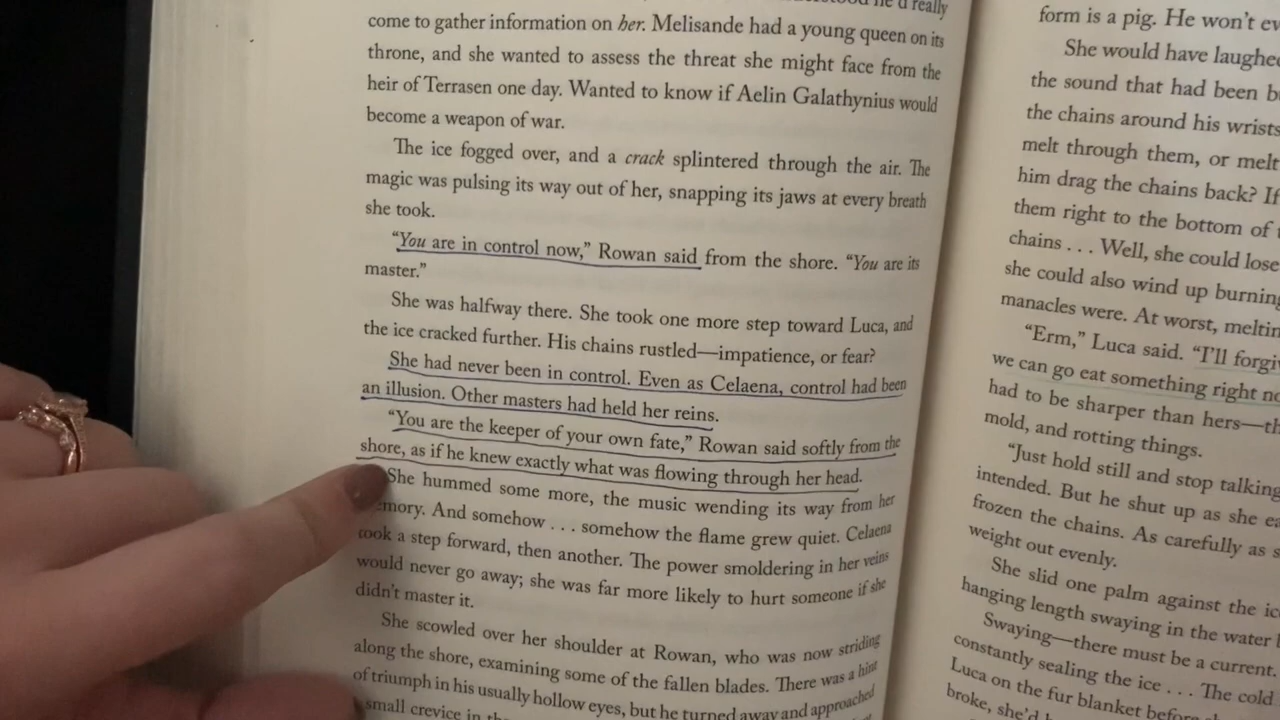 he'd really
come to gather information on her. Melisande had a young queen on its
throne, and she wanted to assess the threat she might face from the
heir of Terrasen one day. Wanted to know if Aelin Galathynius would
become a weapon of war.
The ice fogged over, and a crack splintered through the air. The
magic was pulsing its way out of her, snapping its jaws at every breath
she took.
“You are in control now,” Rowan said from the shore. “You are its
master.”
She was halfway there. She took one more step toward Luca, and
the ice cracked further. His chains rustled—impatience, or fear?
She had never been in control. Even as Celaena, control had been
an illusion. Other masters had held her reins.
“You are the keeper of your own fate,” Rowan said softly from the
shore, as if he knew exactly what was flowing through her head.
She hummed some more, the music wending its way from her
emory. And somehow . . . somehow the flame grew quiet. Celaena
took a step forward, then another. The power smoldering in her veins
would never go away; she was far more likely to hurt someone if she
didn’t master it.
She scowled over her shoulder at Rowan, who was now striding
along the shore, examining some of the fallen blades. There was a hint
of triumph in his usually hollow eyes, but he turned away and approached
small crevice in
form is a pig. He won’t ev
She would have laughe
the sound that had been b
the chains around his wrists
melt through them, or melt
him drag the chains back? If
them right to the bottom of
chains . . . Well, she could lose
she could also wind up burning
manacles were. At worst, meltin
“Erm,” Luca said. “I’ll forgiv
we can go eat something right no
had to be sharper than hers—th
mold, and rotting things.
“Just hold still and stop talking
intended. But he shut up as she ea
frozen the chains. As carefully as s
weight out evenly.
She slid one palm against the ic
hanging length swaying in the water
Swaying—there must be a current.
constantly sealing the ice . . . The cold
Luca on the fur blanket before
broke, she’d